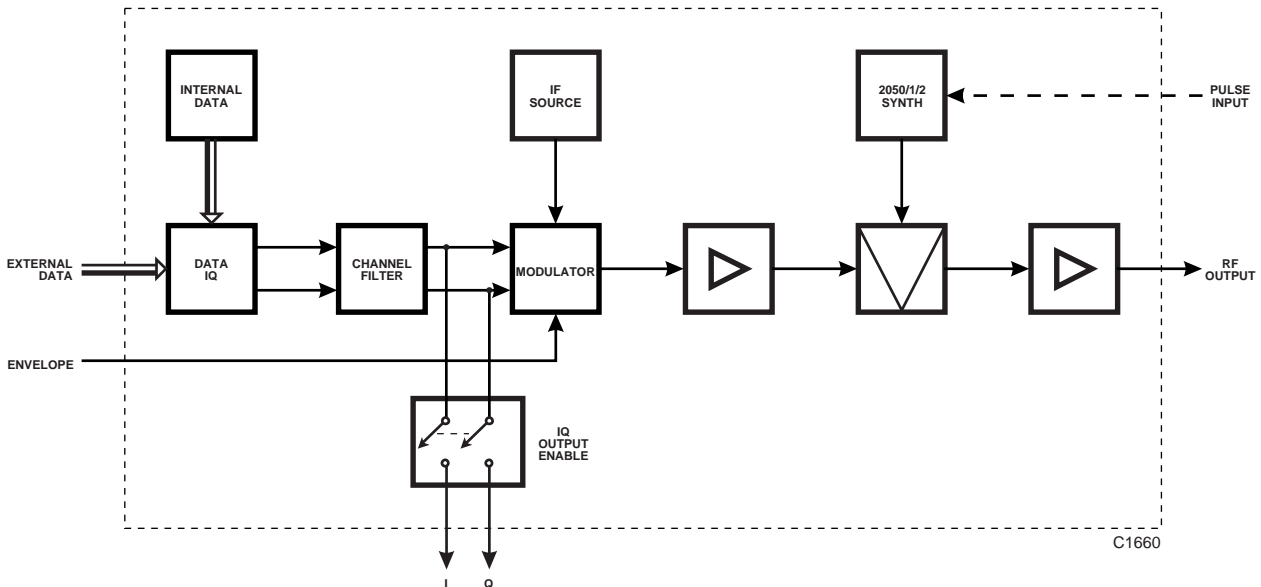 INTERNAL
DATA
IF
SOURCE
2050/1/2
SYNTH
PULSE
INPUT
EXTERNAL
DATA
DATA
IQ
CHANNEL
FILTER
MODULATOR
RF
OUTPUT
ENVELOPE
IQ
OUTPUT
ENABLE
C1660
I
Q